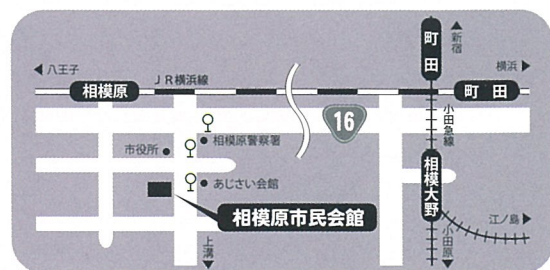 町田
▲新宿
◀八王子
JR横浜線
横浜▶
相模原
町田
16
小田急線
市役所
相模原警察署
あじさい会館
相模大野
相模原市民会館
上溝▼
江ノ島▶
小田原▼